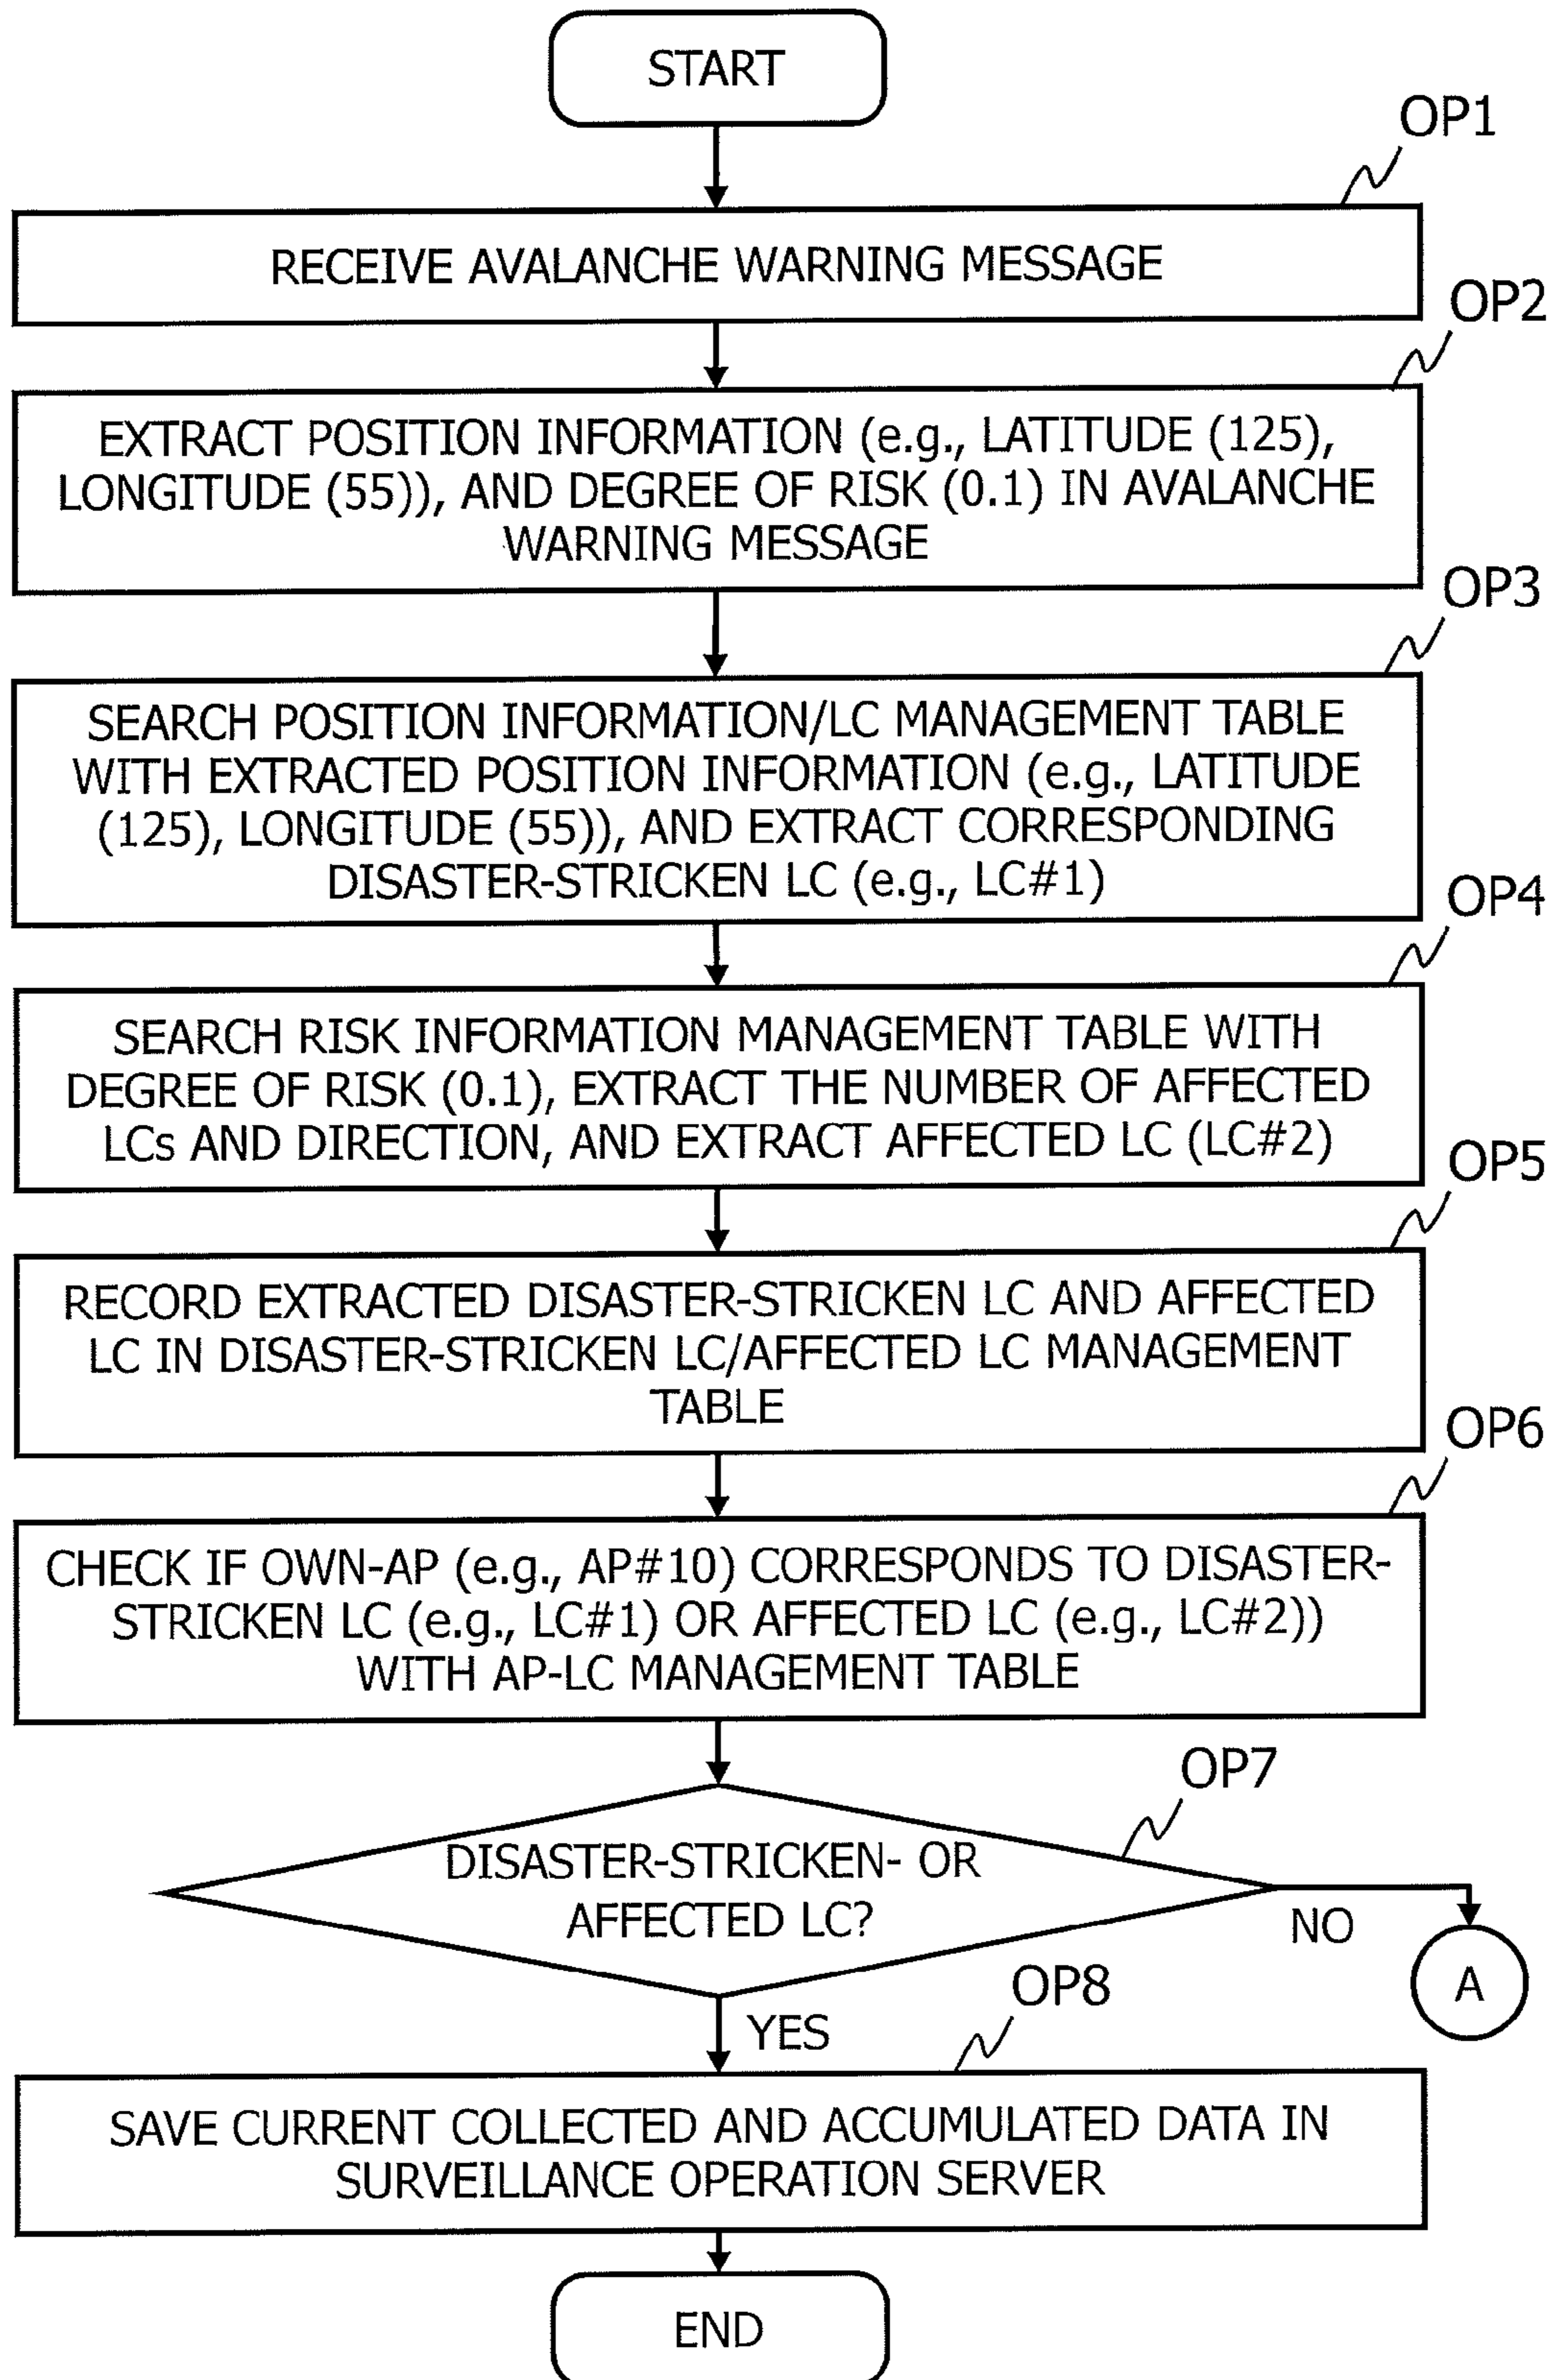 START
OP1
RECEIVE AVALANCHE WARNING MESSAGE
OP2
EXTRACT POSITION INFORMATION (e.g., LATITUDE (125),
LONGITUDE (55)), AND DEGREE OF RISK (0.1) IN AVALANCHE
WARNING MESSAGE
OP3
SEARCH POSITION INFORMATION/LC MANAGEMENT TABLE
WITH EXTRACTED POSITION INFORMATION (e.g., LATITUDE
(125), LONGITUDE (55)), AND EXTRACT CORRESPONDING
DISASTER-STRICKEN LC (e.g., LC#1)
OP4
SEARCH RISK INFORMATION MANAGEMENT TABLE WITH
DEGREE OF RISK (0.1), EXTRACT THE NUMBER OF AFFECTED
LCs AND DIRECTION, AND EXTRACT AFFECTED LC (LC#2)
OP5
RECORD EXTRACTED DISASTER-STRICKEN LC AND AFFECTED
LC IN DISASTER-STRICKEN LC/AFFECTED LC MANAGEMENT
TABLE
OP6
CHECK IF OWN-AP (e.g., AP#10) CORRESPONDS TO DISASTER-
STRICKEN LC (e.g., LC#1) OR AFFECTED LC (e.g., LC#2))
WITH AP-LC MANAGEMENT TABLE
OP7
DISASTER-STRICKEN- OR
AFFECTED LC?
NO
A
YES
OP8
SAVE CURRENT COLLECTED AND ACCUMULATED DATA IN
SURVEILLANCE OPERATION SERVER
END